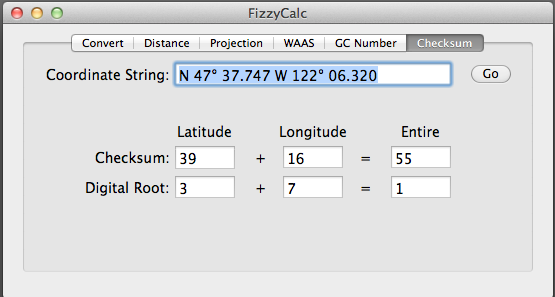 FizzyCalc
Convert Distance Projection WAAS GC Number Checksum
Coordinate String: N 47° 37.747 W 122° 06.320 Go
Latitude Longitude Entire
Checksum: 39 + 16 = 55
Digital Root: 3 + 7 = 1